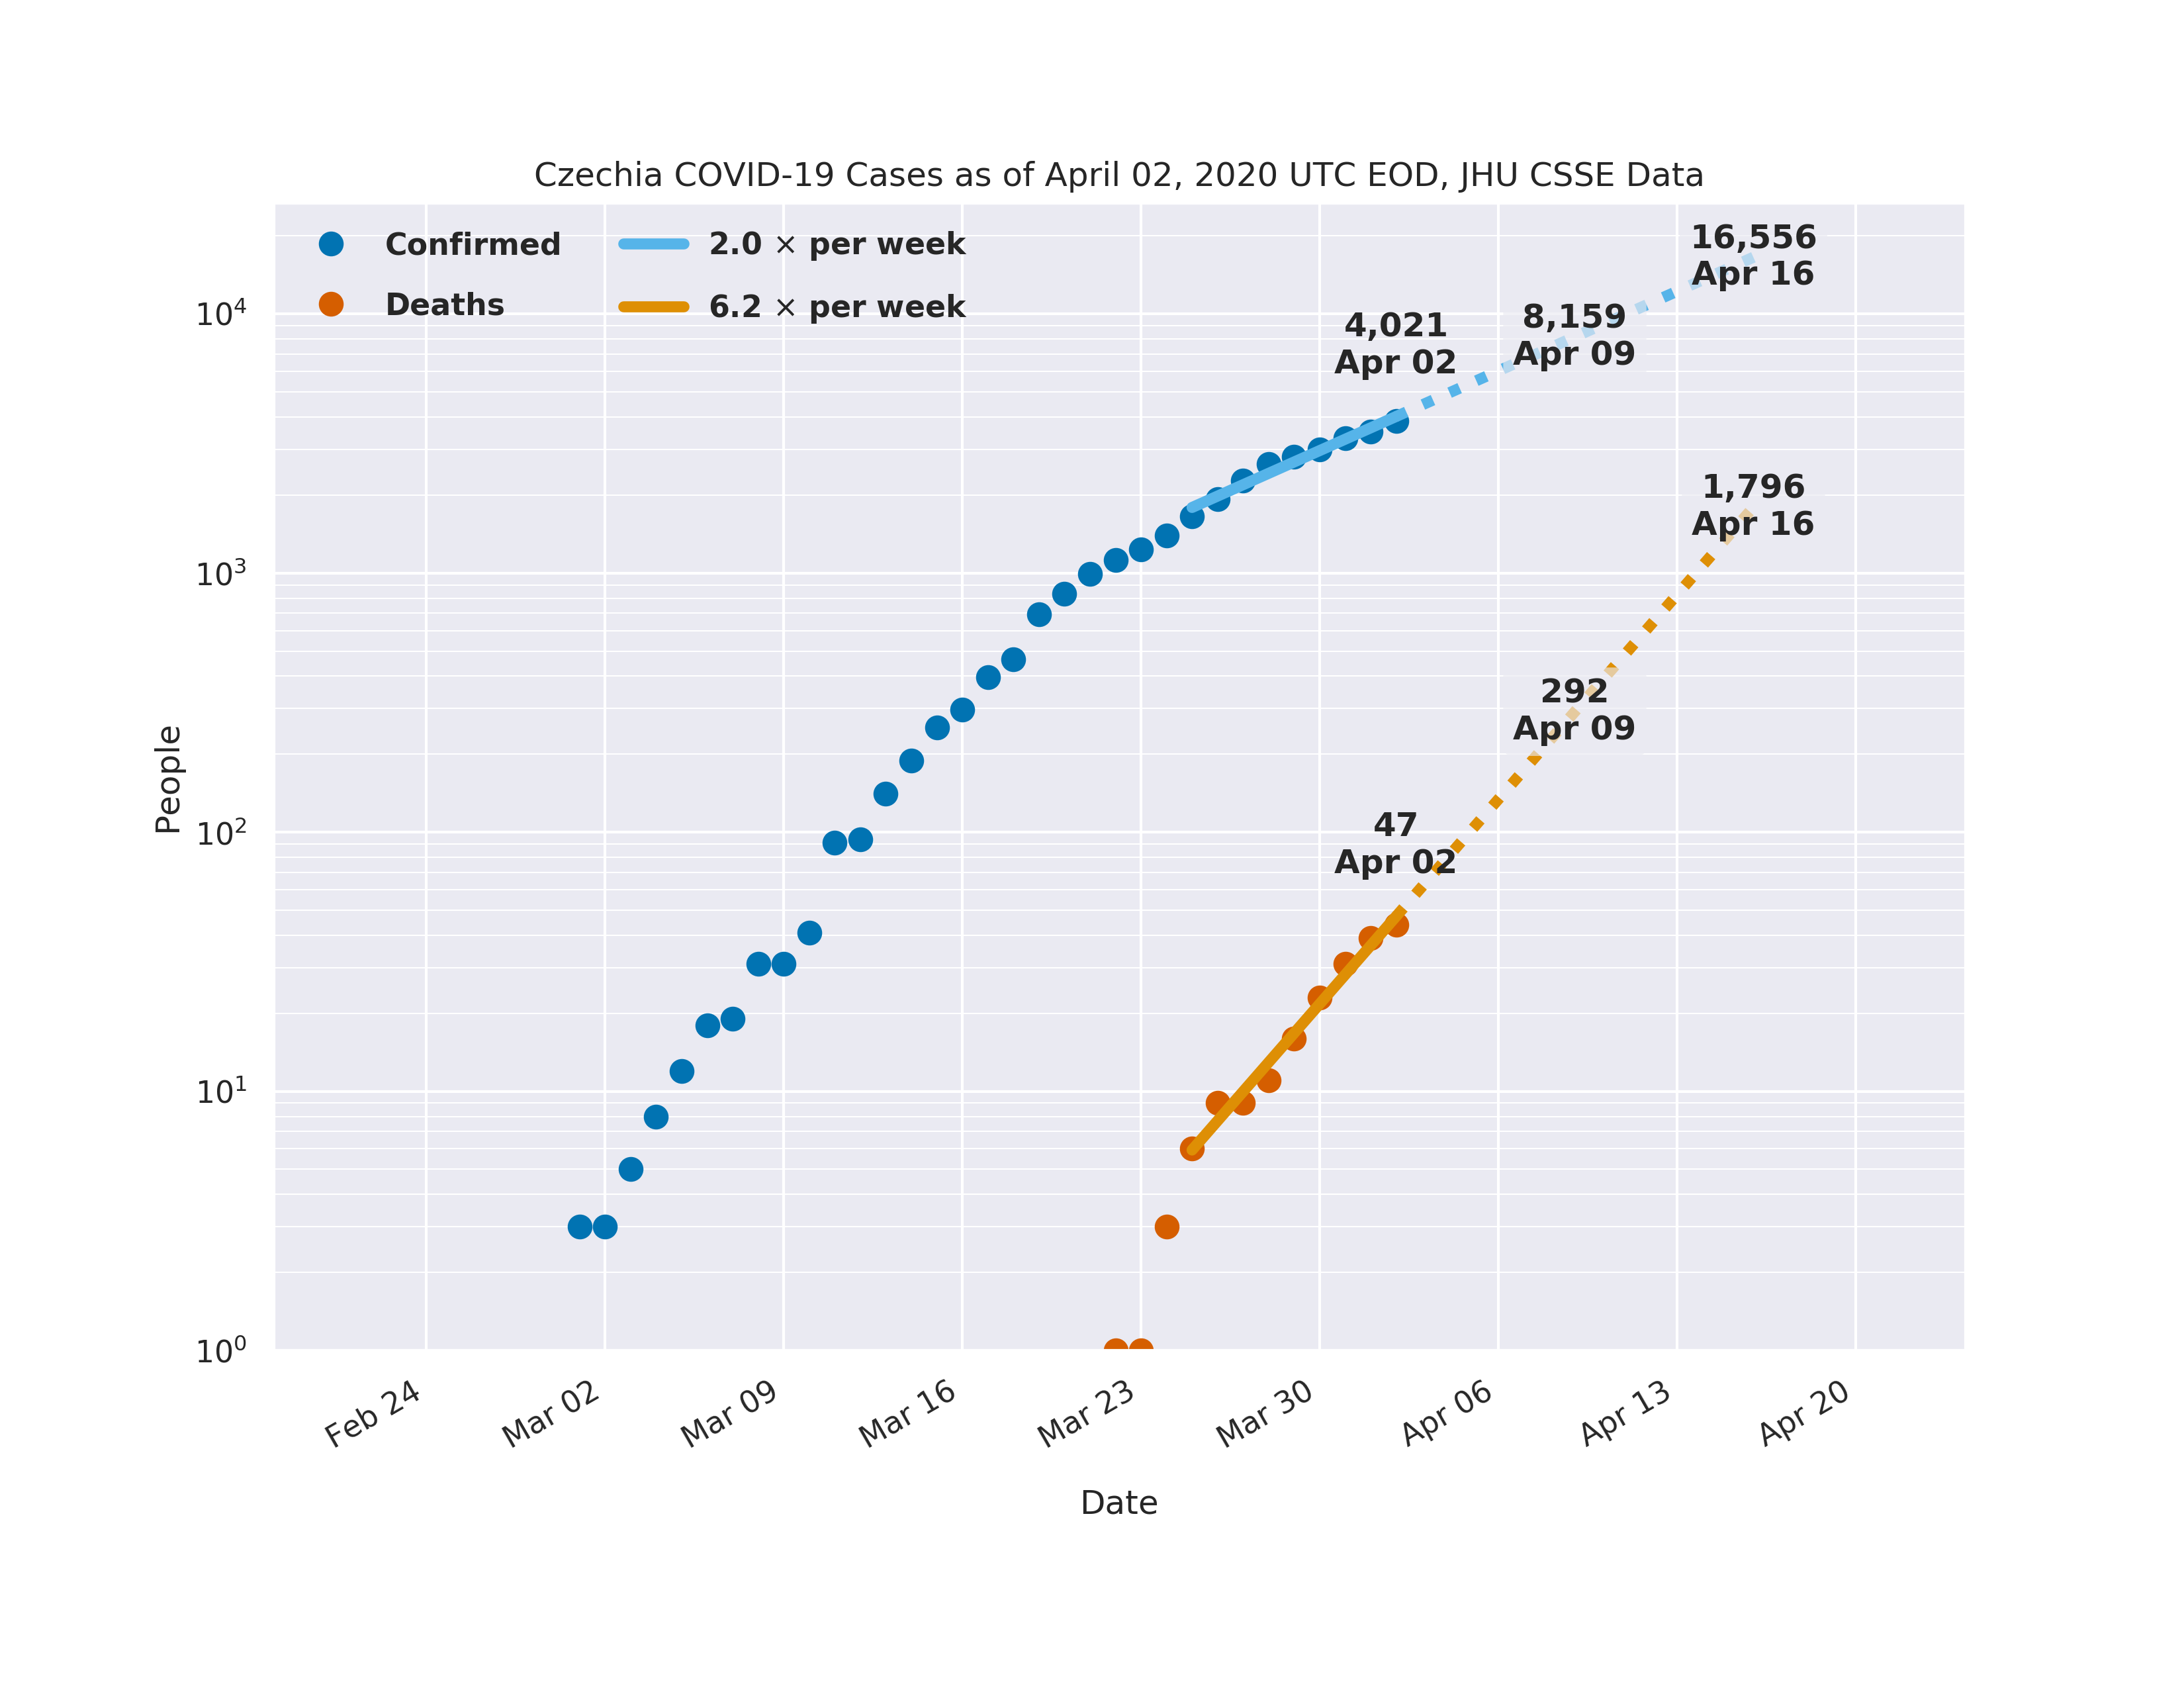 Czechia COVID-19 Cases as of April 02, 2020 UTC EOD, JHU CSSE Data
Confirmed
Deaths
2.0 × per week
6.2 × per week
16,556
Apr 16
8,159
Apr 09
4,021
Apr 02
1,796
Apr 16
292
Apr 09
47
Apr 02
People
10⁴
10³
10²
10¹
10⁰
Feb 24
Mar 02
Mar 09
Mar 16
Mar 23
Mar 30
Apr 06
Apr 13
Apr 20
Date